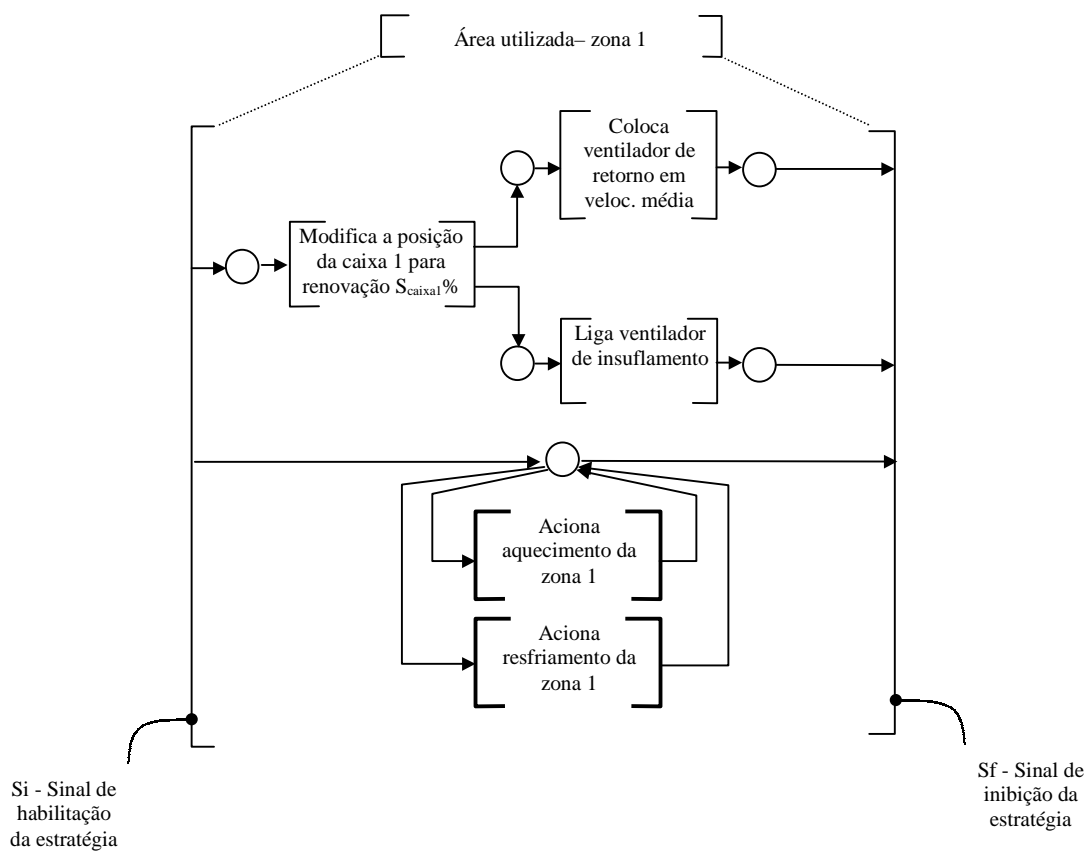 Área utilizada– zona 1
Coloca
ventilador de
retorno em
veloc. média
Modifica a posição
da caixa 1 para
renovação Scaixa1%
Liga ventilador
de insuflamento
Aciona
aquecimento da
zona 1
Aciona
resfriamento da
zona 1
Si - Sinal de
habilitação
da estratégia
Sf - Sinal de
inibição da
estratégia